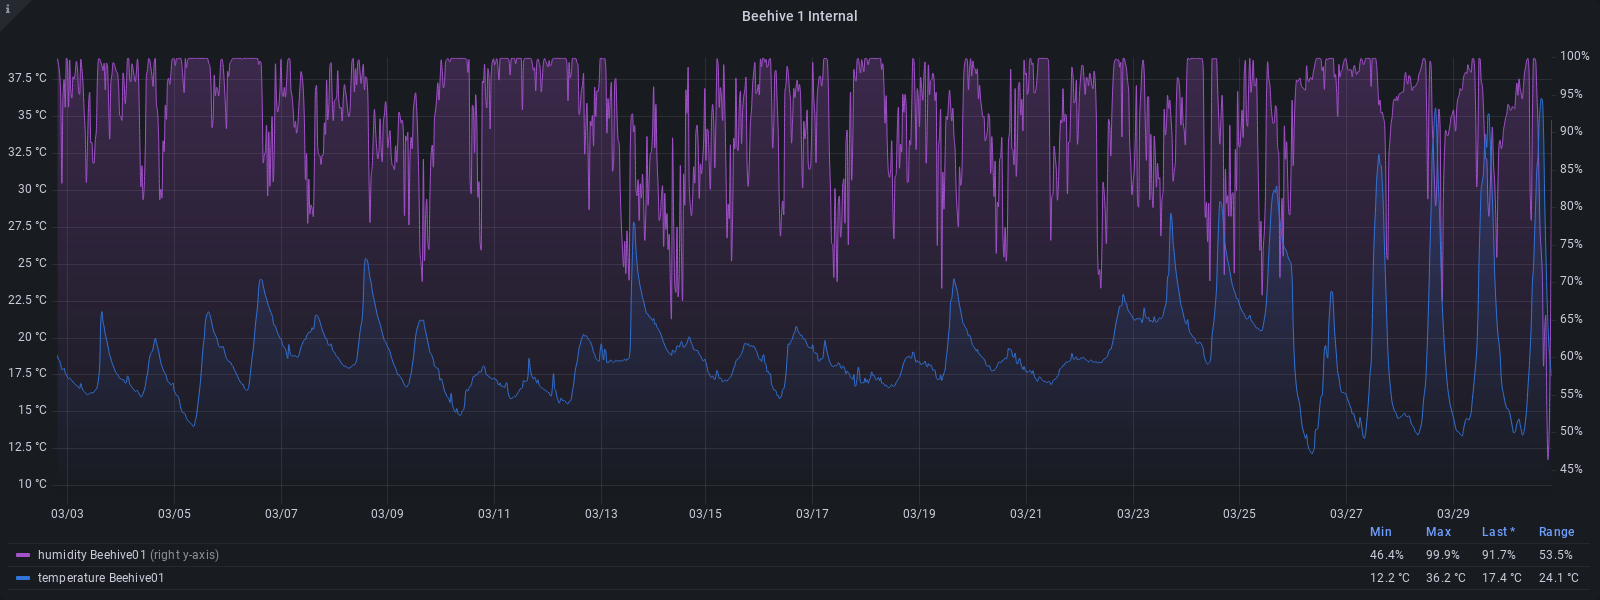 i
Beehive 1 Internal
37.5 °C
35 °C
32.5 °C
30 °C
27.5 °C
25 °C
22.5 °C
20 °C
17.5 °C
15 °C
12.5 °C
10 °C
100%
95%
90%
85%
80%
75%
70%
65%
60%
55%
50%
45%
03/03 03/05 03/07 03/09 03/11 03/13 03/15 03/17 03/19 03/21 03/23 03/25 03/27 03/29
Min Max Last * Range
humidity Beehive01 (right y-axis) 46.4% 99.9% 91.7% 53.5%
temperature Beehive01 12.2 °C 36.2 °C 17.4 °C 24.1 °C